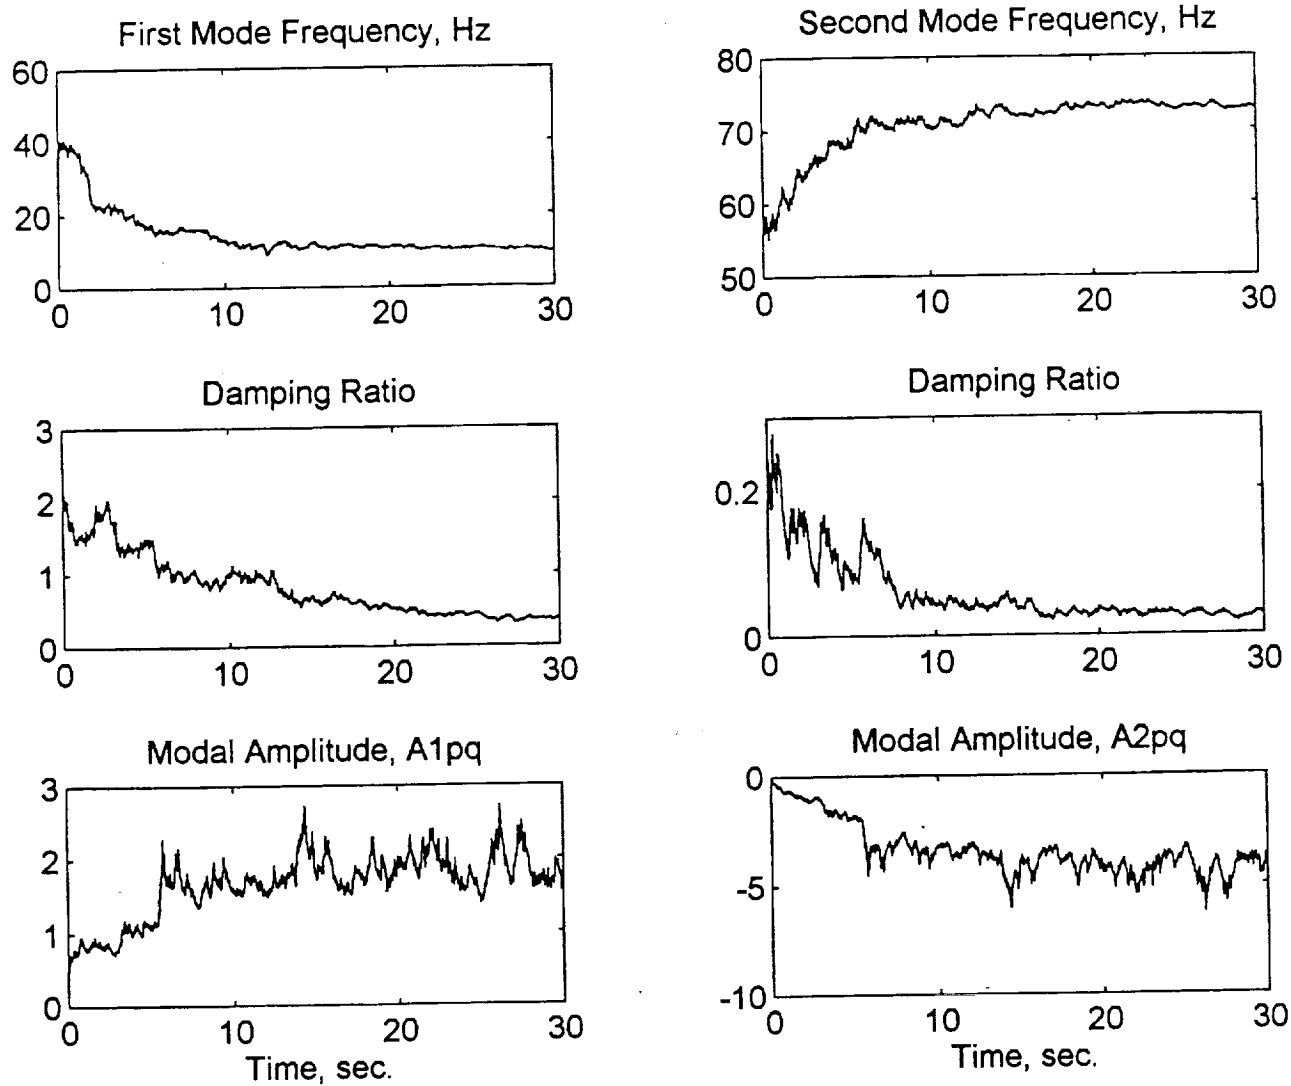 First Mode Frequency, Hz
60
40
20
0
0 10 20 30
Second Mode Frequency, Hz
80
70
60
50
0 10 20 30
Damping Ratio
3
2
1
0
0 10 20 30
Damping Ratio
0.2
0
0 10 20 30
Modal Amplitude, A1pq
3
2
1
0
0 10 20 30
Time, sec.
Modal Amplitude, A2pq
0
-5
-10
0 10 20 30
Time, sec.